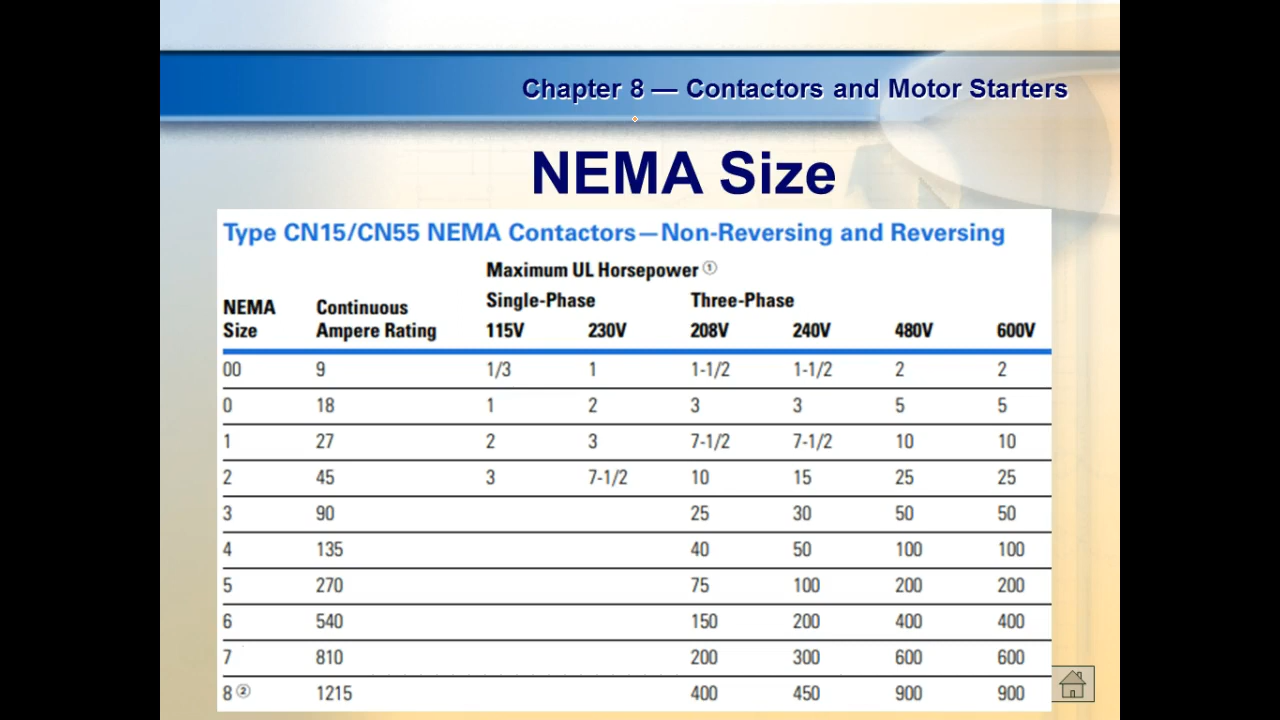 Chapter 8 — Contactors and Motor Starters
NEMA Size
Type CN15/CN55 NEMA Contactors—Non-Reversing and Reversing
Maximum UL Horsepower ①
Single-Phase Three-Phase
NEMA Size Continuous Ampere Rating 115V 230V 208V 240V 480V 600V
00 9 1/3 1 1-1/2 1-1/2 2 2
0 18 1 2 3 3 5 5
1 27 2 3 7-1/2 7-1/2 10 10
2 45 3 7-1/2 10 15 25 25
3 90 25 30 50 50
4 135 40 50 100 100
5 270 75 100 200 200
6 540 150 200 400 400
7 810 200 300 600 600
8 ② 1215 400 450 900 900